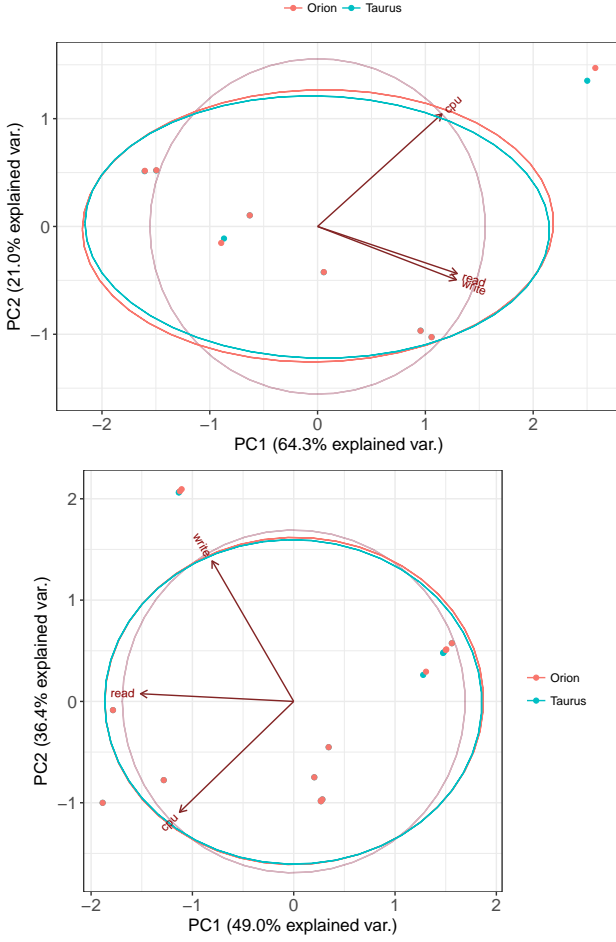 Orion Taurus
cpu
read
write
1
0
−1
−2 −1 0 1 2
PC2 (21.0% explained var.)
PC1 (64.3% explained var.)
write
read
cpu
2
1
0
−1
−2 −1 0 1 2
PC2 (36.4% explained var.)
PC1 (49.0% explained var.)
Orion
Taurus